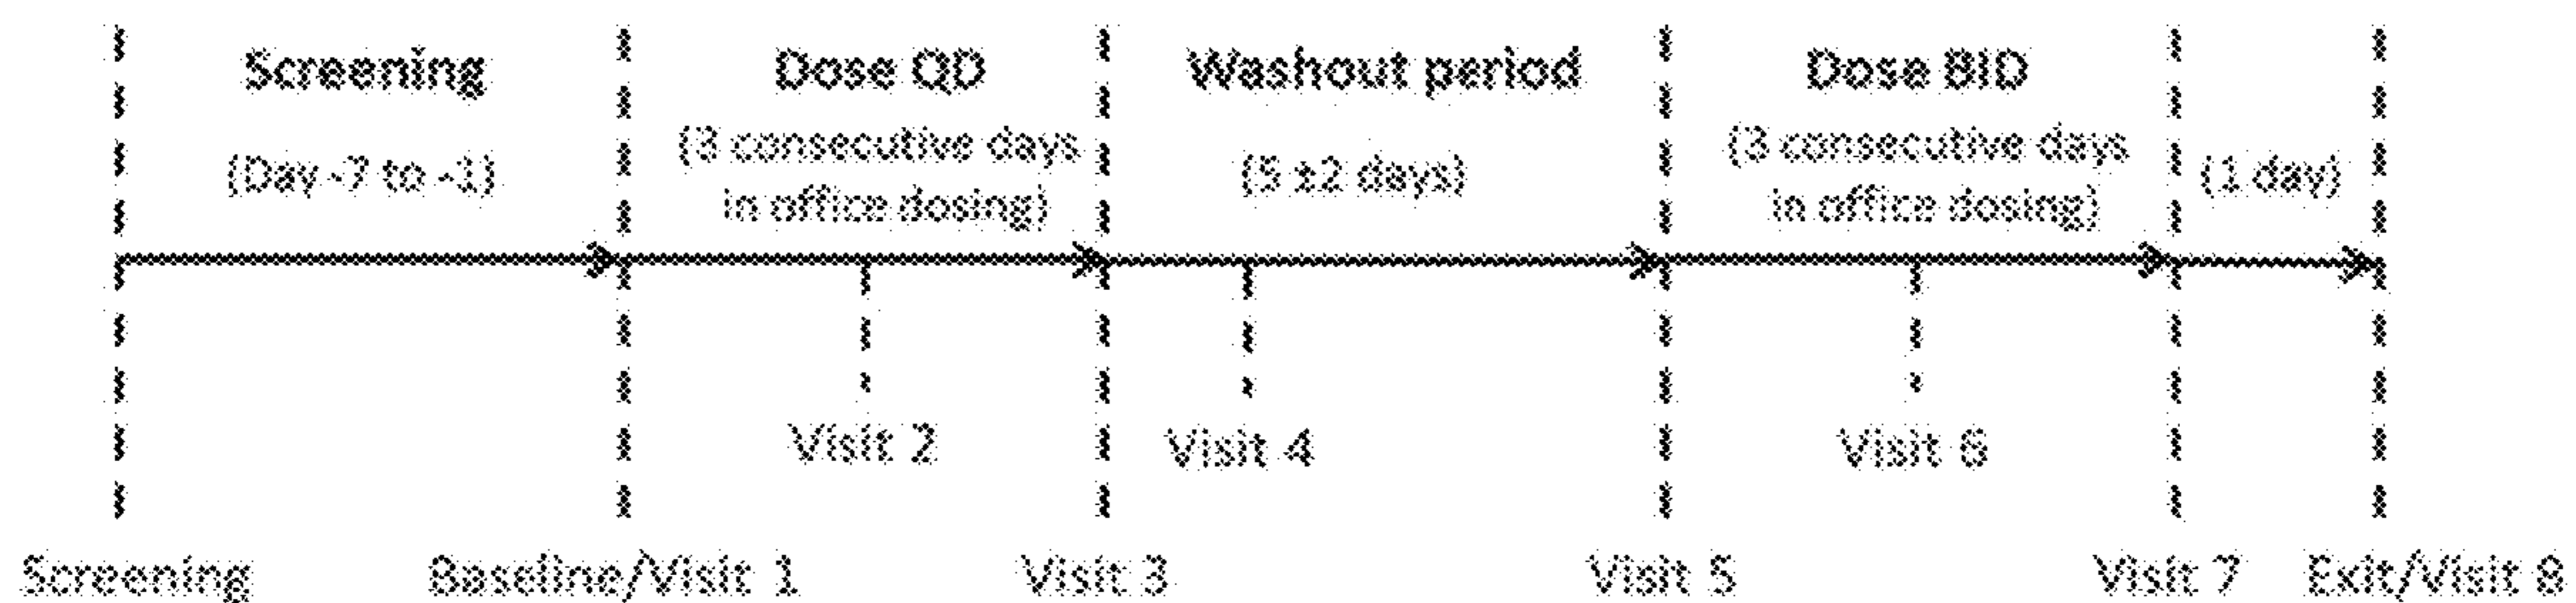 Screening
(Day -7 to -1)
Dose QD
(3 consecutive days
in office dosing)
Washout period
(5 ±2 days)
Dose BID
(3 consecutive days
in office dosing)
(1 day)
Visit 2
Visit 4
Visit 6
Screening
Baseline/Visit 1
Visit 3
Visit 5
Visit 7
Exit/Visit 8